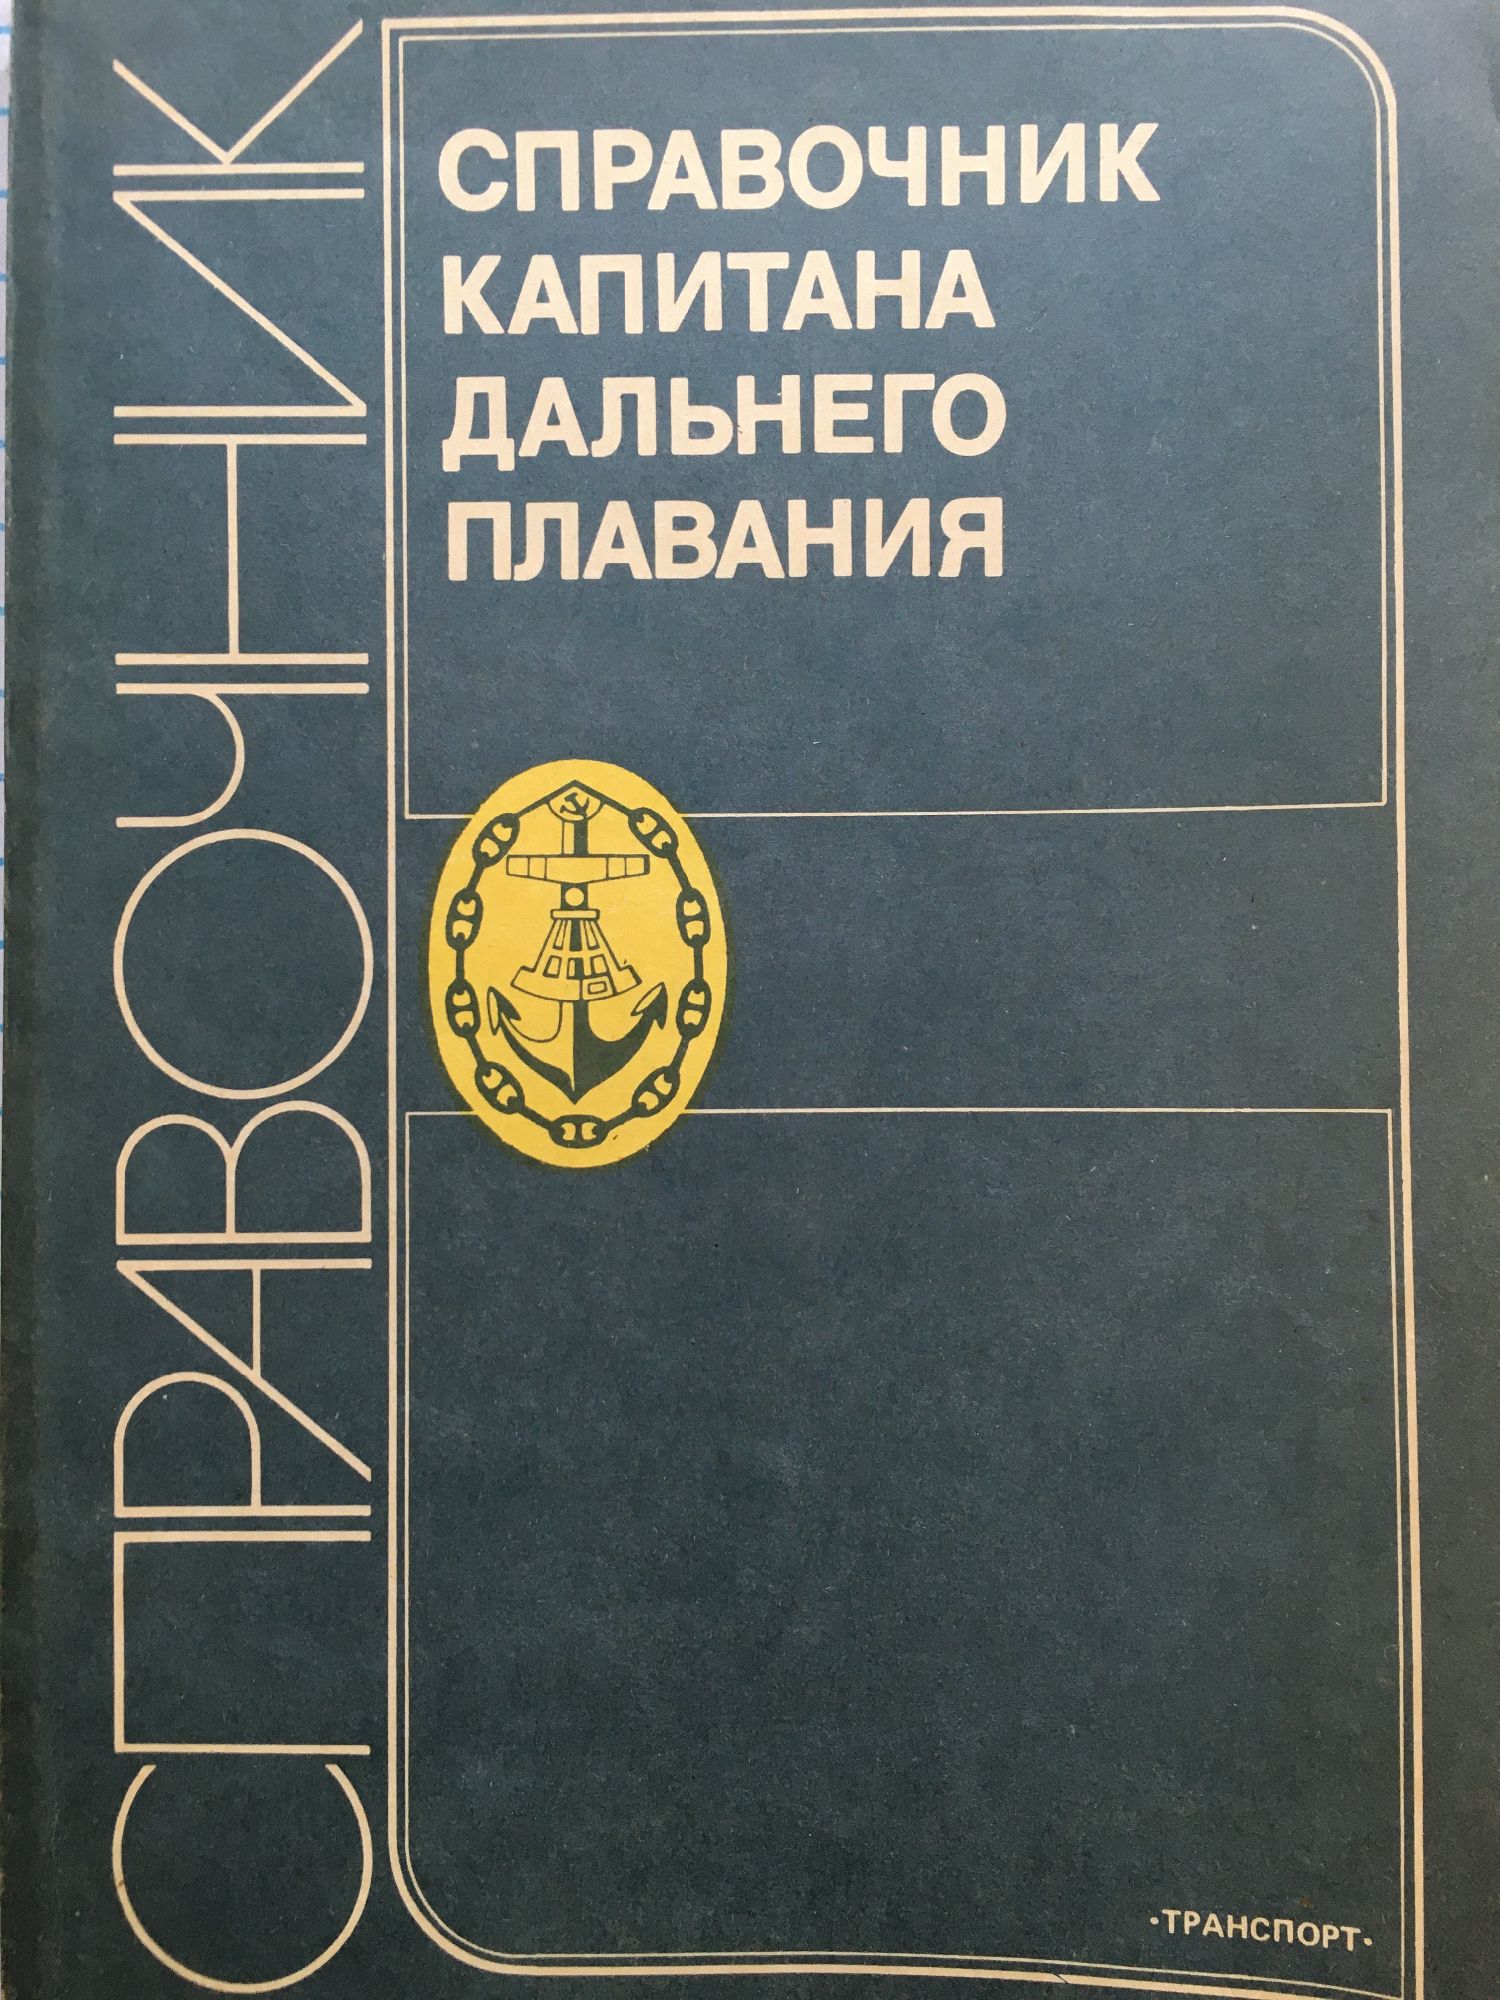 СПРАВОЧНИК
СПРАВОЧНИК
КАПИТАНА
ДАЛЬНЕГО
ПЛАВАНИЯ
·ТРАНСПОРТ·